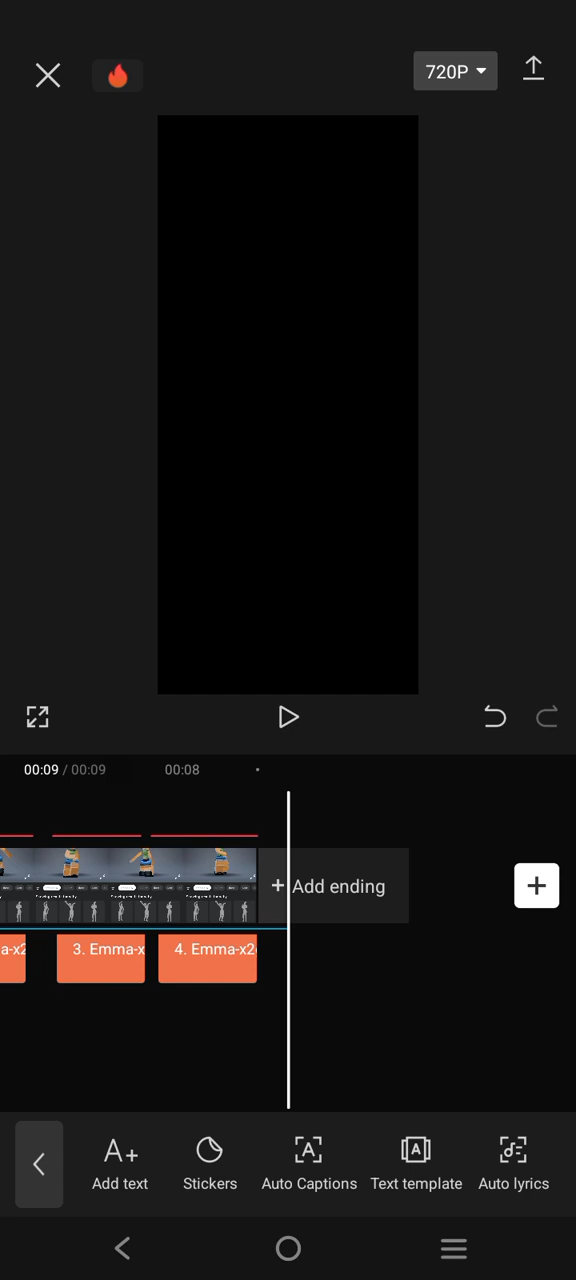 720P
00:09 / 00:09
00:08
+ Add ending
a-x2
3. Emma-x
4. Emma-x2
Add text
Stickers
Auto Captions
Text template
Auto lyrics